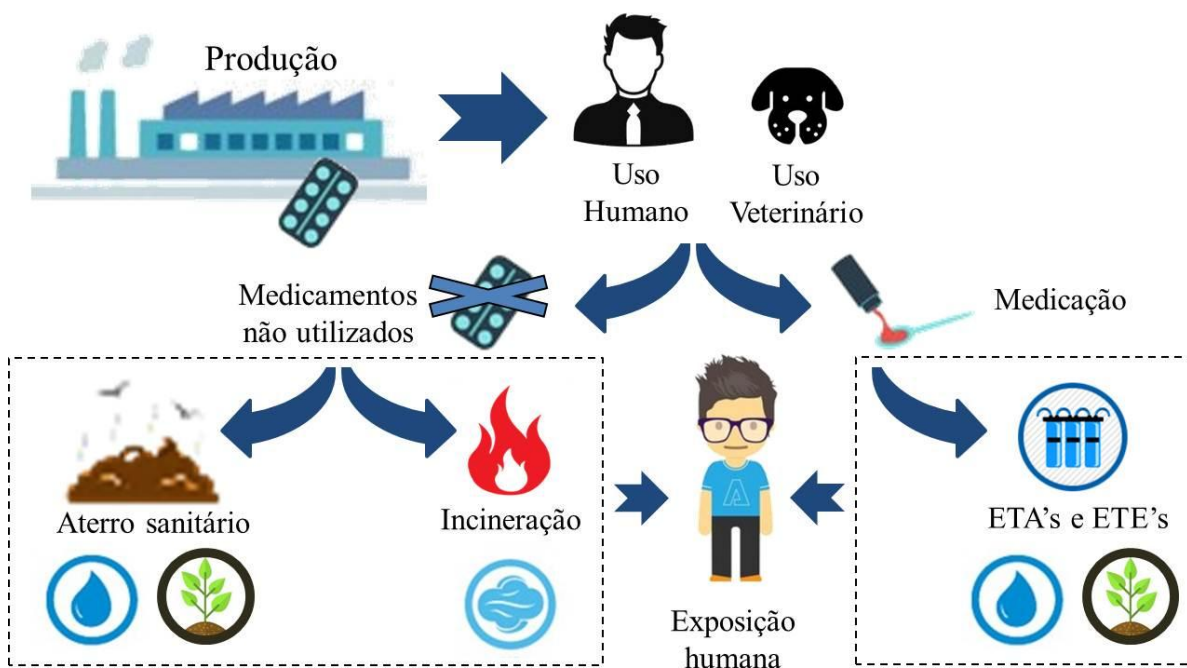 Produção
Uso
Humano
Uso
Veterinário
Medicamentos
não utilizados
Medicação
Aterro sanitário
Incineração
ETA's e ETE's
Exposição
humana